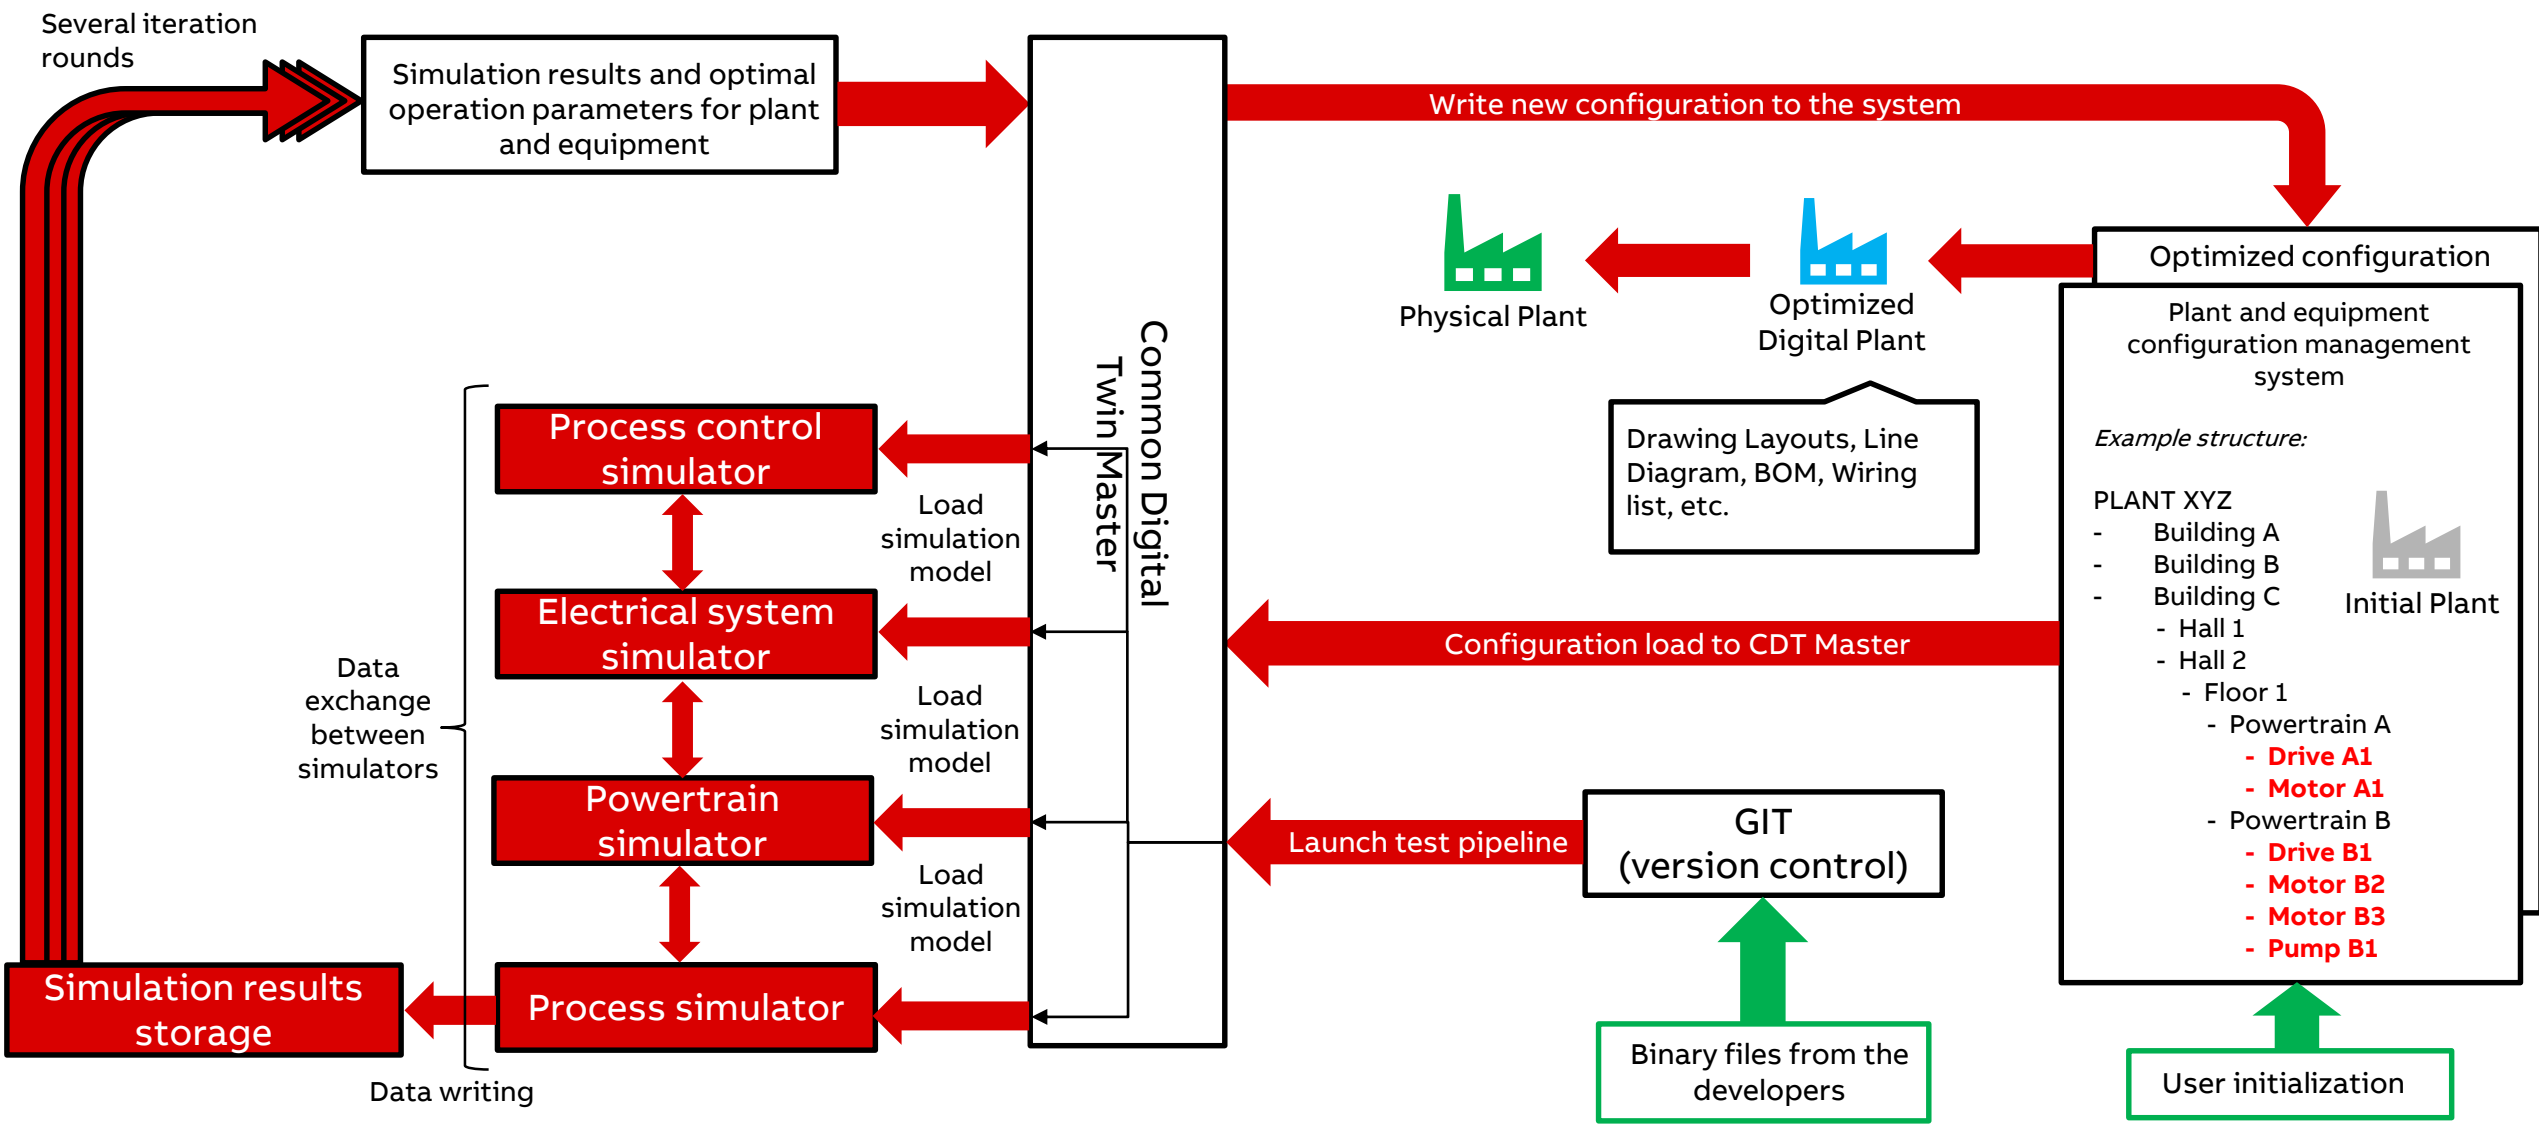 Several iteration
rounds
Simulation results and optimal
operation parameters for plant
and equipment
Write new configuration to the system
Common Digital
Twin Master
Physical Plant
Optimized
Digital Plant
Drawing Layouts, Line
Diagram, BOM, Wiring
list, etc.
Optimized configuration
Plant and equipment
configuration management
system
Example structure:
PLANT XYZ
- Building A
- Building B
- Building C
- Hall 1
- Hall 2
- Floor 1
- Powertrain A
- Drive A1
- Motor A1
- Powertrain B
- Drive B1
- Motor B2
- Motor B3
- Pump B1
Initial Plant
Process control
simulator
Load
simulation
model
Electrical system
simulator
Load
simulation
model
Powertrain
simulator
Load
simulation
model
Process simulator
Data
exchange
between
simulators
Simulation results
storage
Data writing
Configuration load to CDT Master
Launch test pipeline
GIT
(version control)
Binary files from the
developers
User initialization